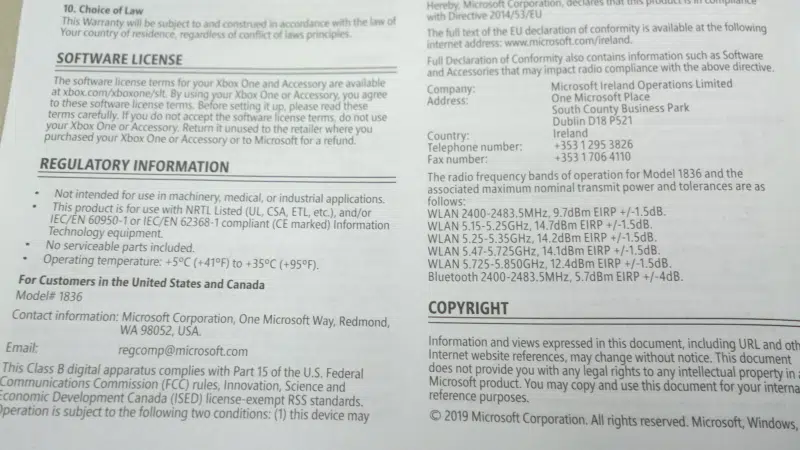 10. Choice of Law
This Warranty will be subject to and construed in accordance with the law of
Your country of residence, regardless of conflict of laws principles.
SOFTWARE LICENSE
The software license terms for your Xbox One and Accessory are available
at xbox.com/xboxone/slt. By using your Xbox One or Accessory, you agree
to these software license terms. Before setting it up, please read these
terms carefully. If you do not accept the software license terms, do not use
your Xbox One or Accessory. Return it unused to the retailer where you
purchased your Xbox One or Accessory or to Microsoft for a refund.
REGULATORY INFORMATION
• Not intended for use in machinery, medical, or industrial applications.
• This product is for use with NRTL Listed (UL, CSA, ETL, etc.), and/or
IEC/EN 60950-1 or IEC/EN 62368-1 compliant (CE marked) Information
Technology equipment.
• No serviceable parts included.
• Operating temperature: +5°C (+41°F) to +35°C (+95°F).
For Customers in the United States and Canada
Model# 1836
Contact information: Microsoft Corporation, One Microsoft Way, Redmond,
WA 98052, USA.
Email: regcomp@microsoft.com
This Class B digital apparatus complies with Part 15 of the U.S. Federal
Communications Commission (FCC) rules, Innovation, Science and
Economic Development Canada (ISED) license-exempt RSS standards.
Operation is subject to the following two conditions: (1) this device may
Hereby, Microsoft Corporation, declares that this product is in compliance
with Directive 2014/53/EU
The full text of the EU declaration of conformity is available at the following
internet address: www.microsoft.com/ireland.
Full Declaration of Conformity also contains information such as Software
and Accessories that may impact radio compliance with the above directive.
Company: Microsoft Ireland Operations Limited
Address: One Microsoft Place
South County Business Park
Dublin D18 P521
Country: Ireland
Telephone number: +353 1 295 3826
Fax number: +353 1 706 4110
The radio frequency bands of operation for Model 1836 and the
associated maximum nominal transmit power and tolerances are as
follows:
WLAN 2400-2483.5MHz, 9.7dBm EIRP +/-1.5dB.
WLAN 5.15-5.25GHz, 14.7dBm EIRP +/-1.5dB.
WLAN 5.25-5.35GHz, 14.2dBm EIRP +/-1.5dB.
WLAN 5.47-5.725GHz, 14.1dBm EIRP +/-1.5dB.
WLAN 5.725-5.850GHz, 12.4dBm EIRP +/-1.5dB.
Bluetooth 2400-2483.5MHz, 5.7dBm EIRP +/-4dB.
COPYRIGHT
Information and views expressed in this document, including URL and oth
Internet website references, may change without notice. This document
does not provide you with any legal rights to any intellectual property in a
Microsoft product. You may copy and use this document for your interna
reference purposes.
© 2019 Microsoft Corporation. All rights reserved. Microsoft, Windows,